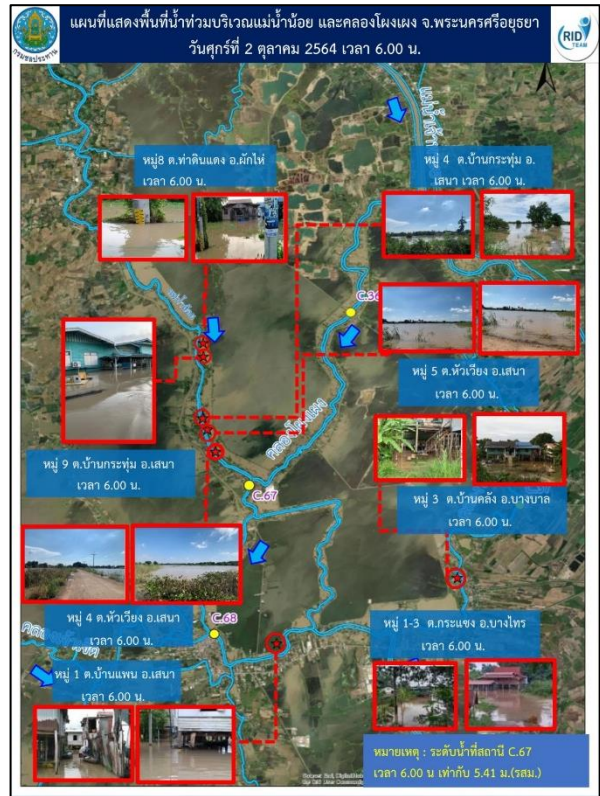 แผนที่แสดงพื้นที่น้ำท่วมบริเวณแม่น้ำน้อย และคลองโผงเผง จ.พระนครศรีอยุธยา
วันศุกร์ที่ 2 ตุลาคม 2564 เวลา 6.00 น.
กรมชลประทาน
RID
TEAM
หมู่8 ต.ท่าดินแดง อ.ผักไห่
เวลา 6.00 น.
หมู่ 4 ต.บ้านกระทุ่ม อ.
เสนา เวลา 6.00 น.
C.36
หมู่ 5 ต.หัวเวียง อ.เสนา
เวลา 6.00 น.
คลองโผงเผง
หมู่ 9 ต.บ้านกระทุ่ม อ.เสนา
เวลา 6.00 น.
C.67
หมู่ 3 ต.บ้านคลัง อ.บางบาล
เวลา 6.00 น.
หมู่ 4 ต.หัวเวียง อ.เสนา
เวลา 6.00 น.
C.68
หมู่ 1-3 ต.กระแชง อ.บางไทร
เวลา 6.00 น.
หมู่ 1 ต.บ้านแพน อ.เสนา
เวลา 6.00 น.
หมายเหตุ : ระดับน้ำที่สถานี C.67
เวลา 6.00 น เท่ากับ 5.41 ม.(รสม.)